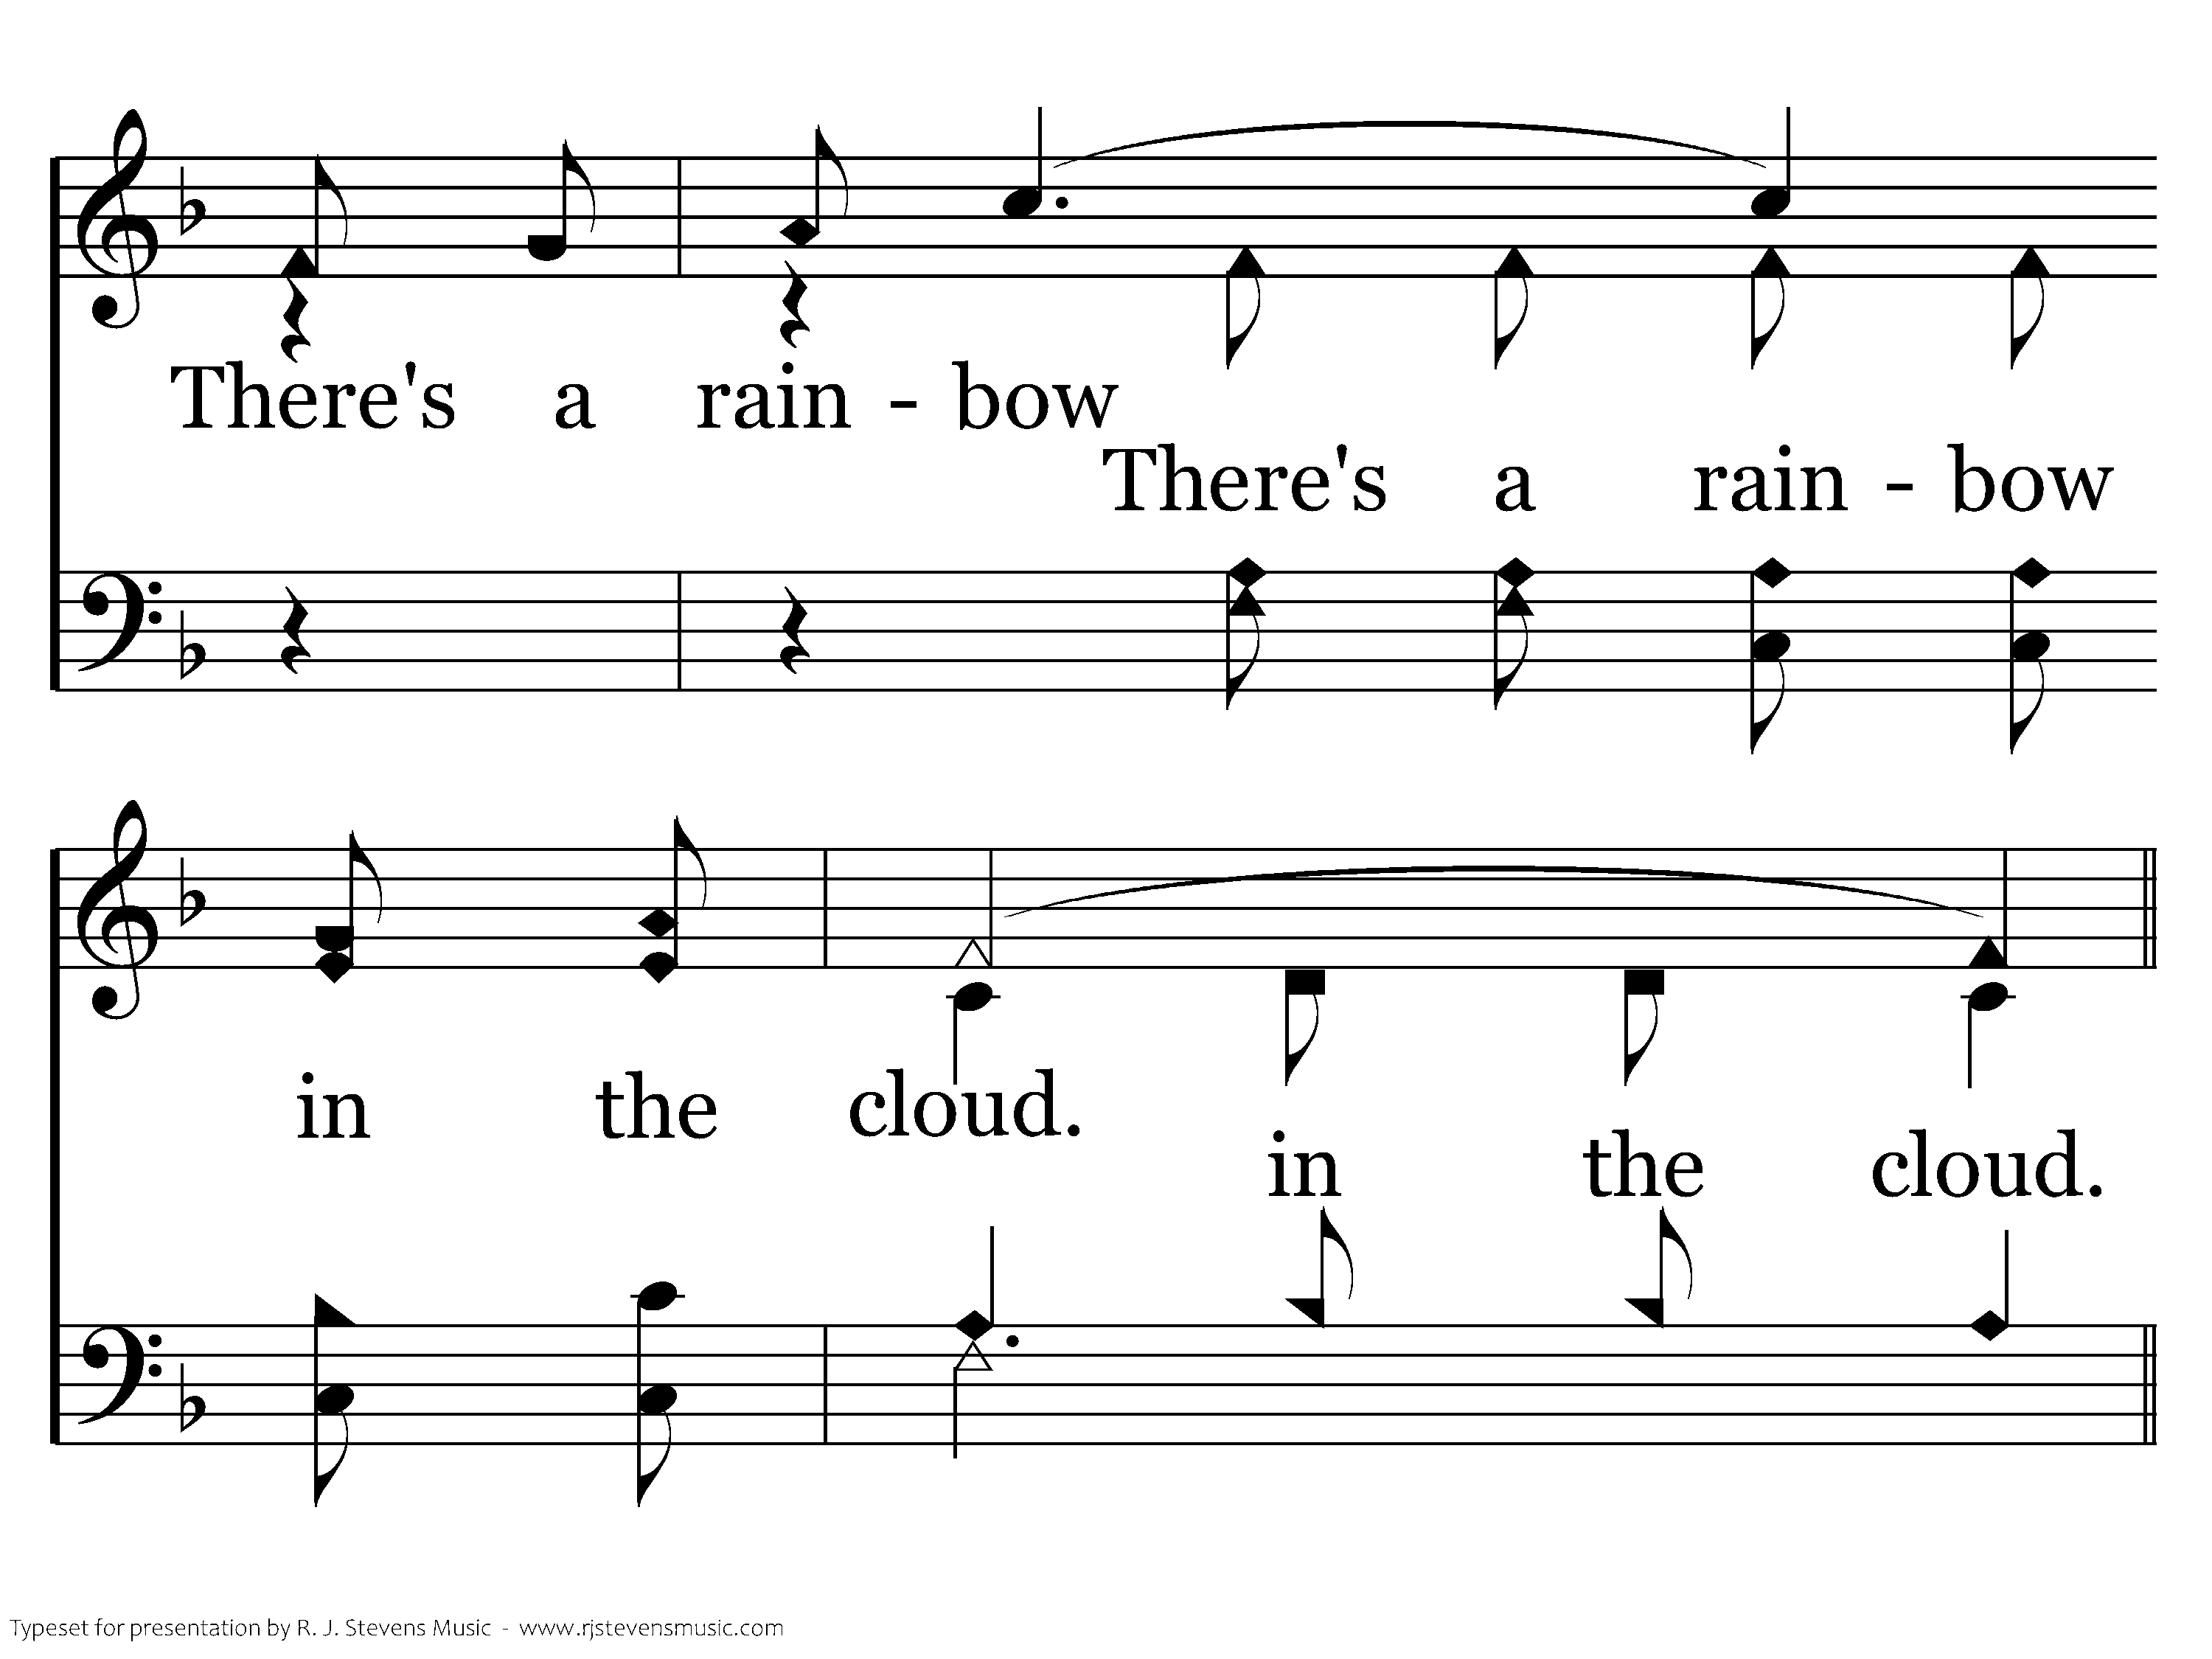 There's a rain - bow
There's a rain - bow
in the cloud.
in the cloud.
Typeset for presentation by R. J. Stevens Music - www.rjstevensmusic.com